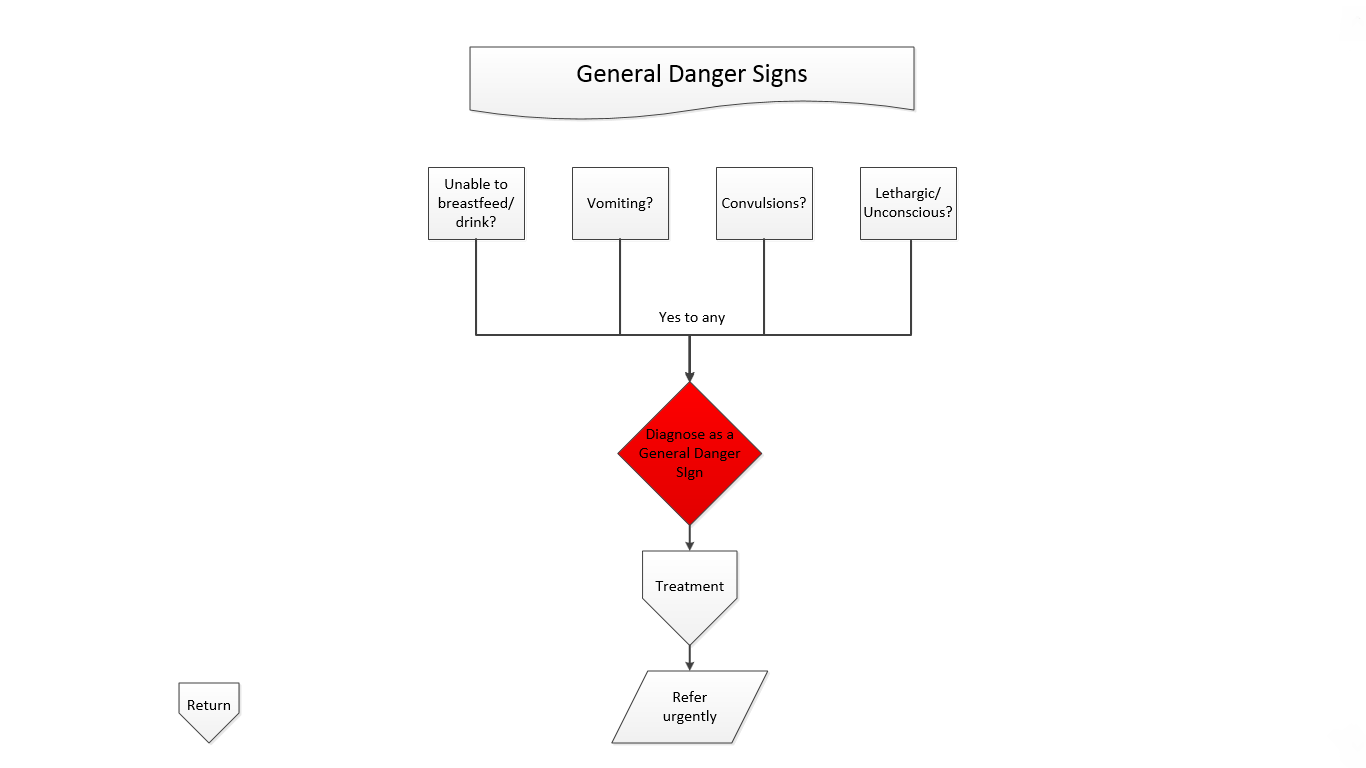 General Danger Signs
Unable to
breastfeed/
drink?
Vomiting?
Convulsions?
Lethargic/
Unconscious?
Yes to any
Diagnose as a
General Danger
Sign
Treatment
Refer
urgently
Return